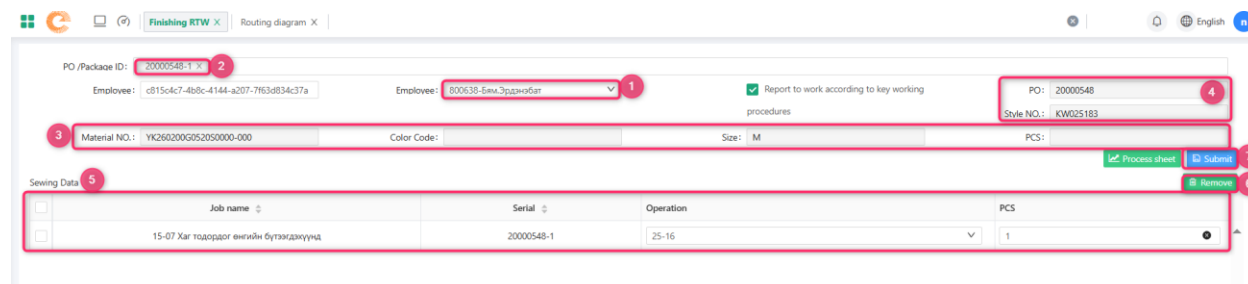 Finishing RTW × Routing diagram × English n
PO /Package ID: 20000548-1 × 2
Employee: c815c4c7-4b8c-4144-a207-7f63d834c37a Employee: 800638-Бям.Эрдэнэбат 1 Report to work according to key working procedures PO: 20000548 4
Style NO.: KW025183
3 Material NO.: YK260200G0520S0000-000 Color Code: Size: M PCS:
Process sheet Submit
Sewing Data 5 Remove
Job name Serial Operation PCS
15-07 Хаг тодордог өнгийн бүтээгдэхүүнд 20000548-1 25-16 1